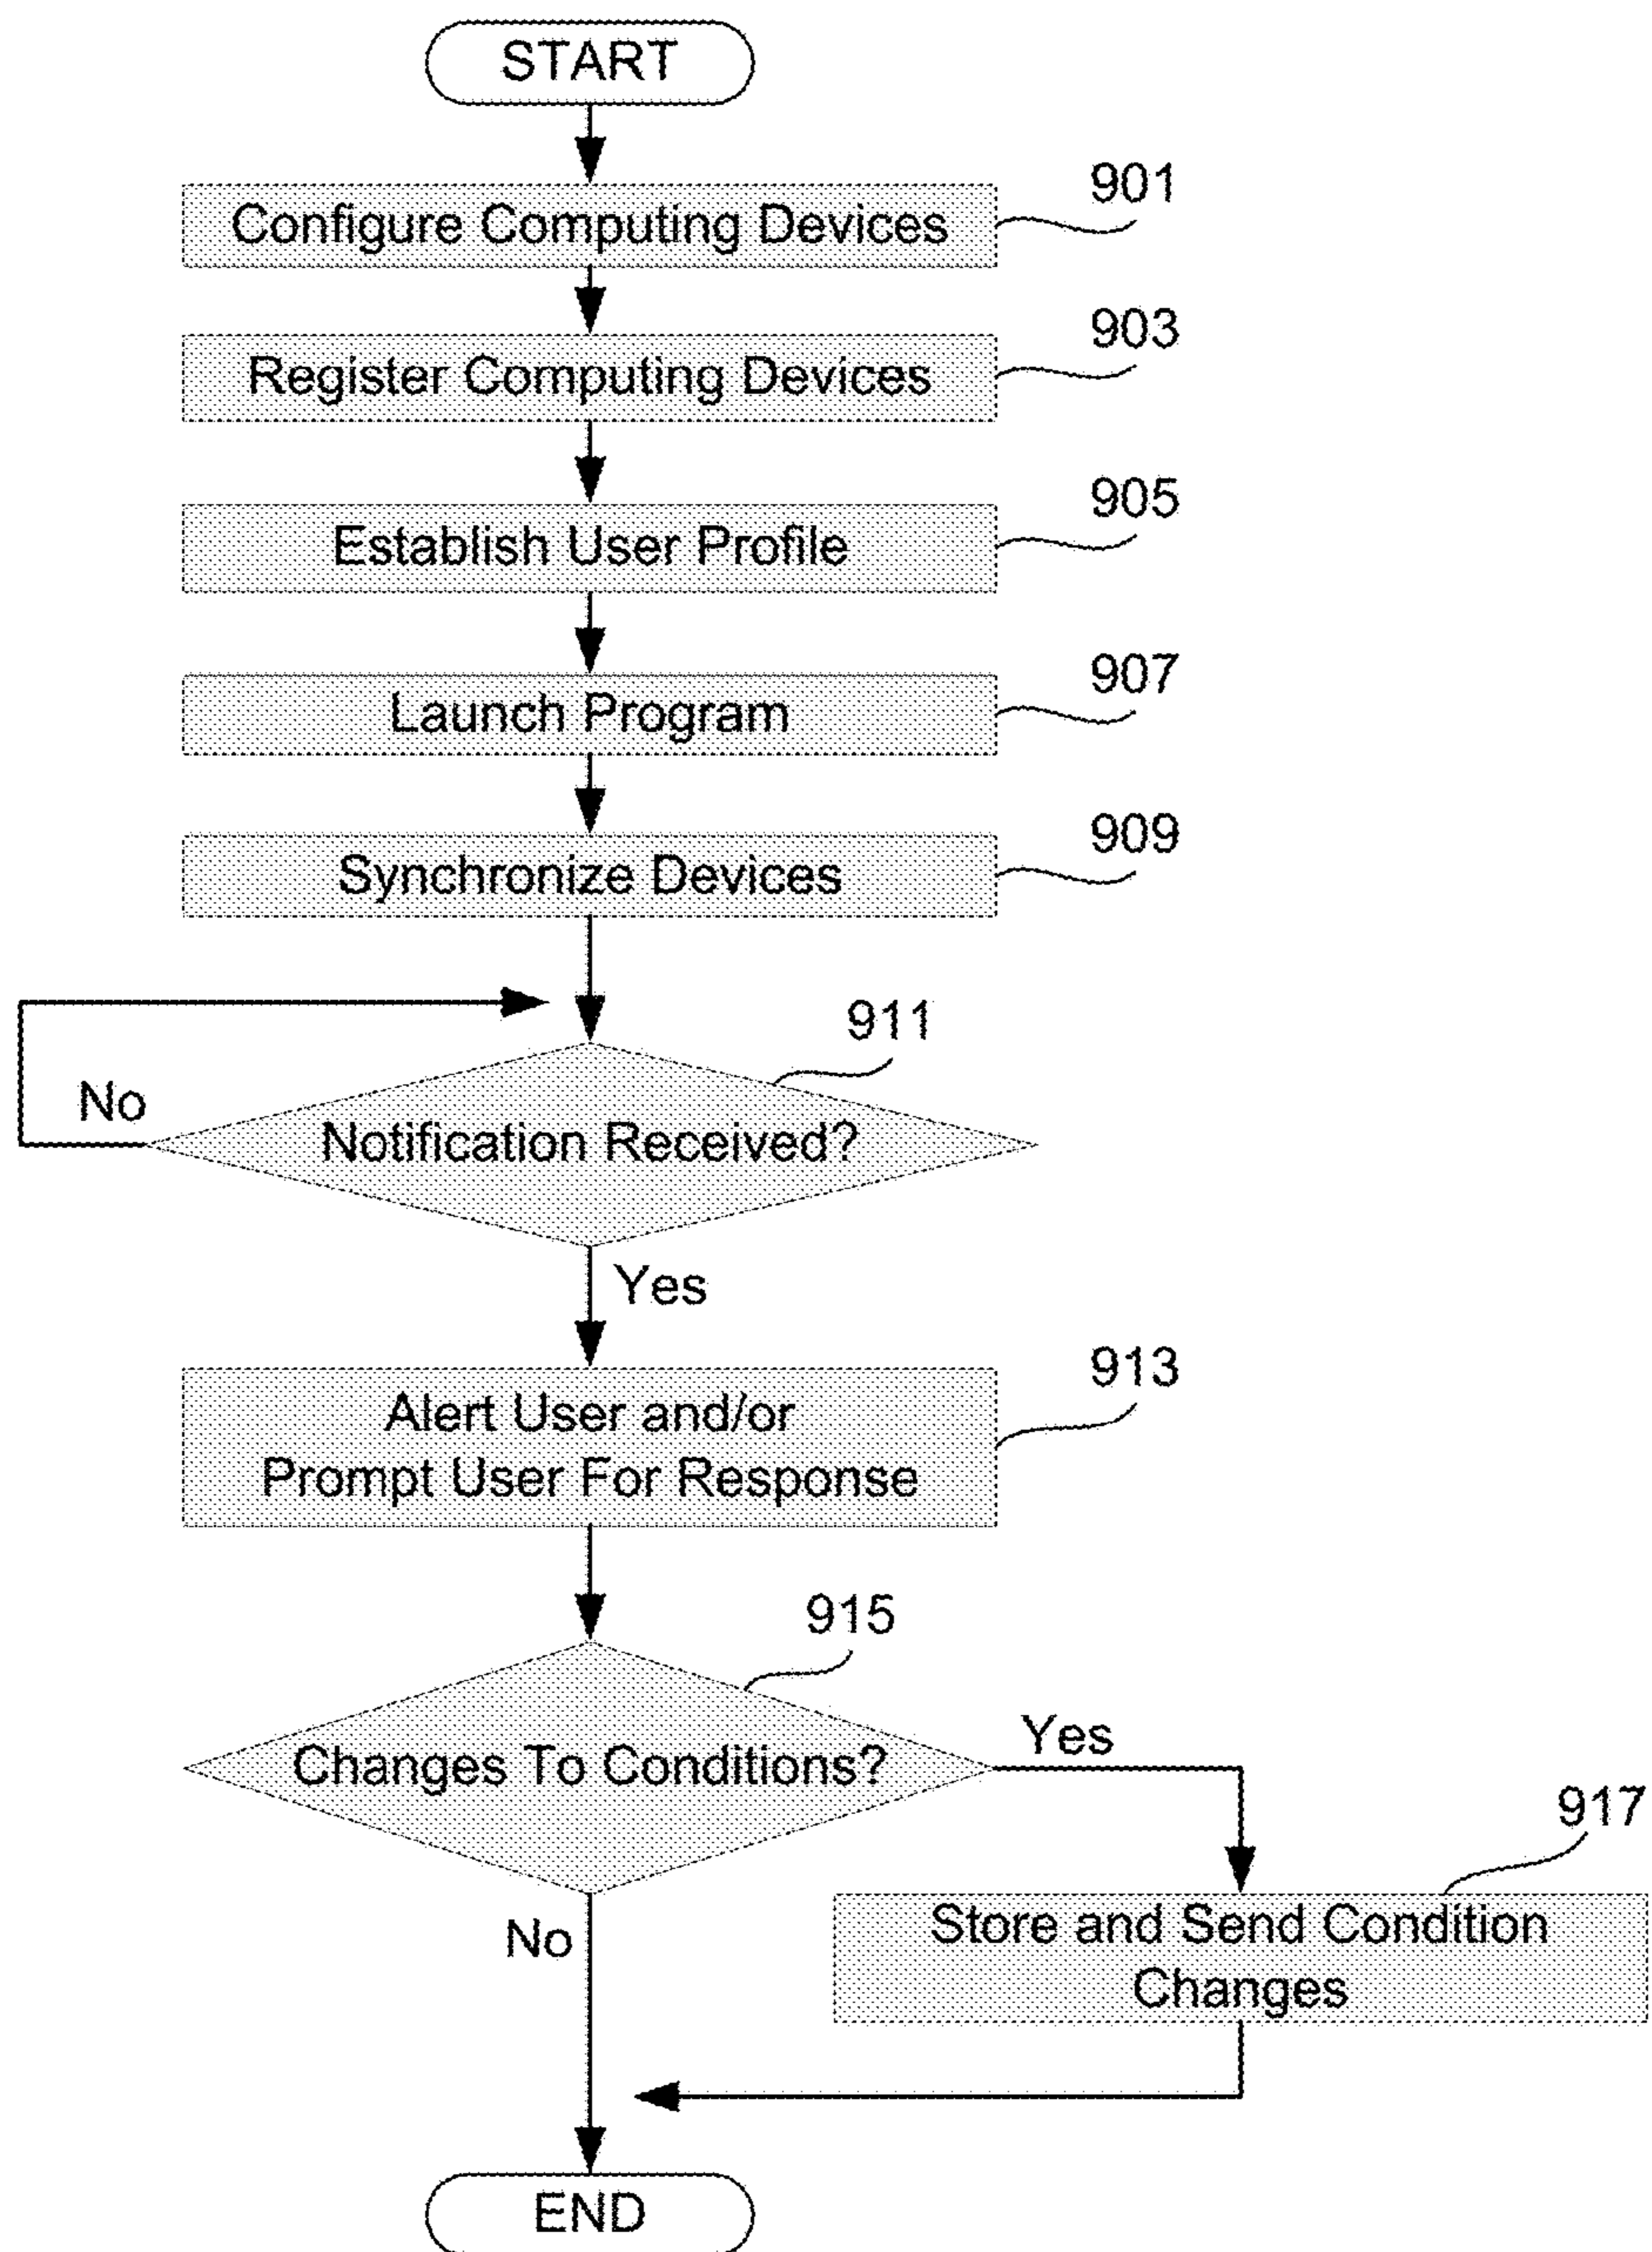 START
Configure Computing Devices
901
Register Computing Devices
903
Establish User Profile
905
Launch Program
907
Synchronize Devices
909
911
No
Notification Received?
Yes
Alert User and/or
Prompt User For Response
913
915
Changes To Conditions?
Yes
917
Store and Send Condition
Changes
No
END